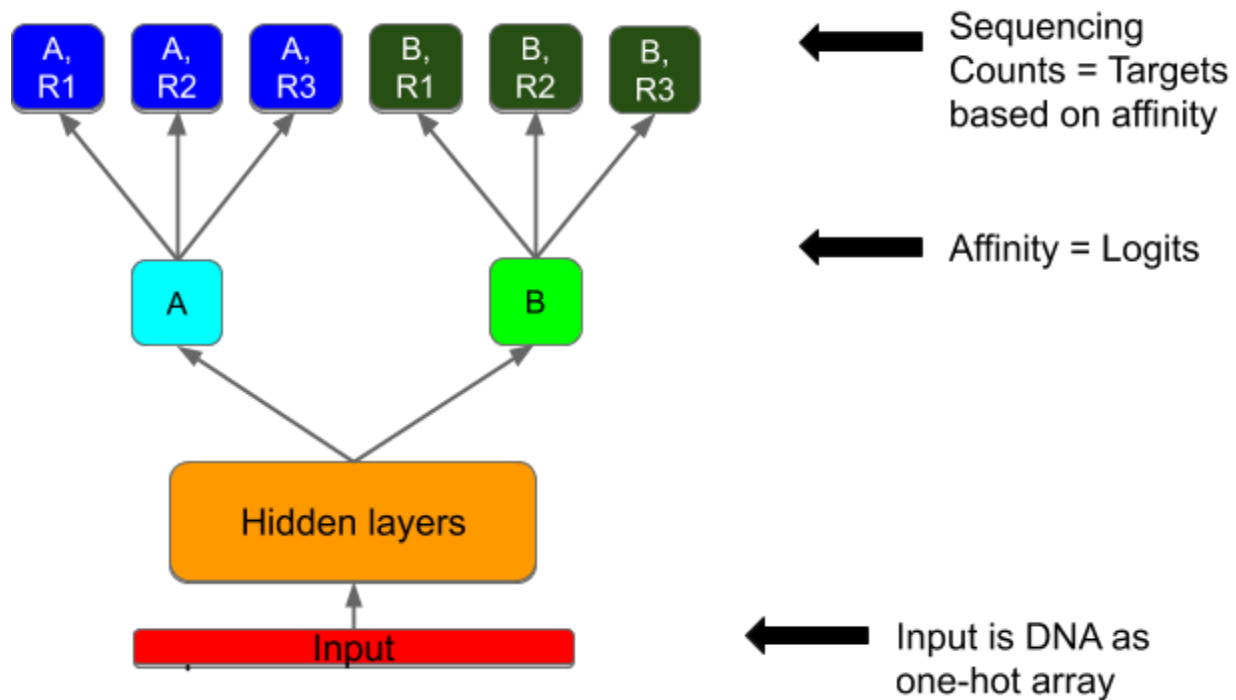 A,
R1
A,
R2
A,
R3
B,
R1
B,
R2
B,
R3
Sequencing
Counts = Targets
based on affinity
A
B
Affinity = Logits
Hidden layers
Input
Input is DNA as
one-hot array